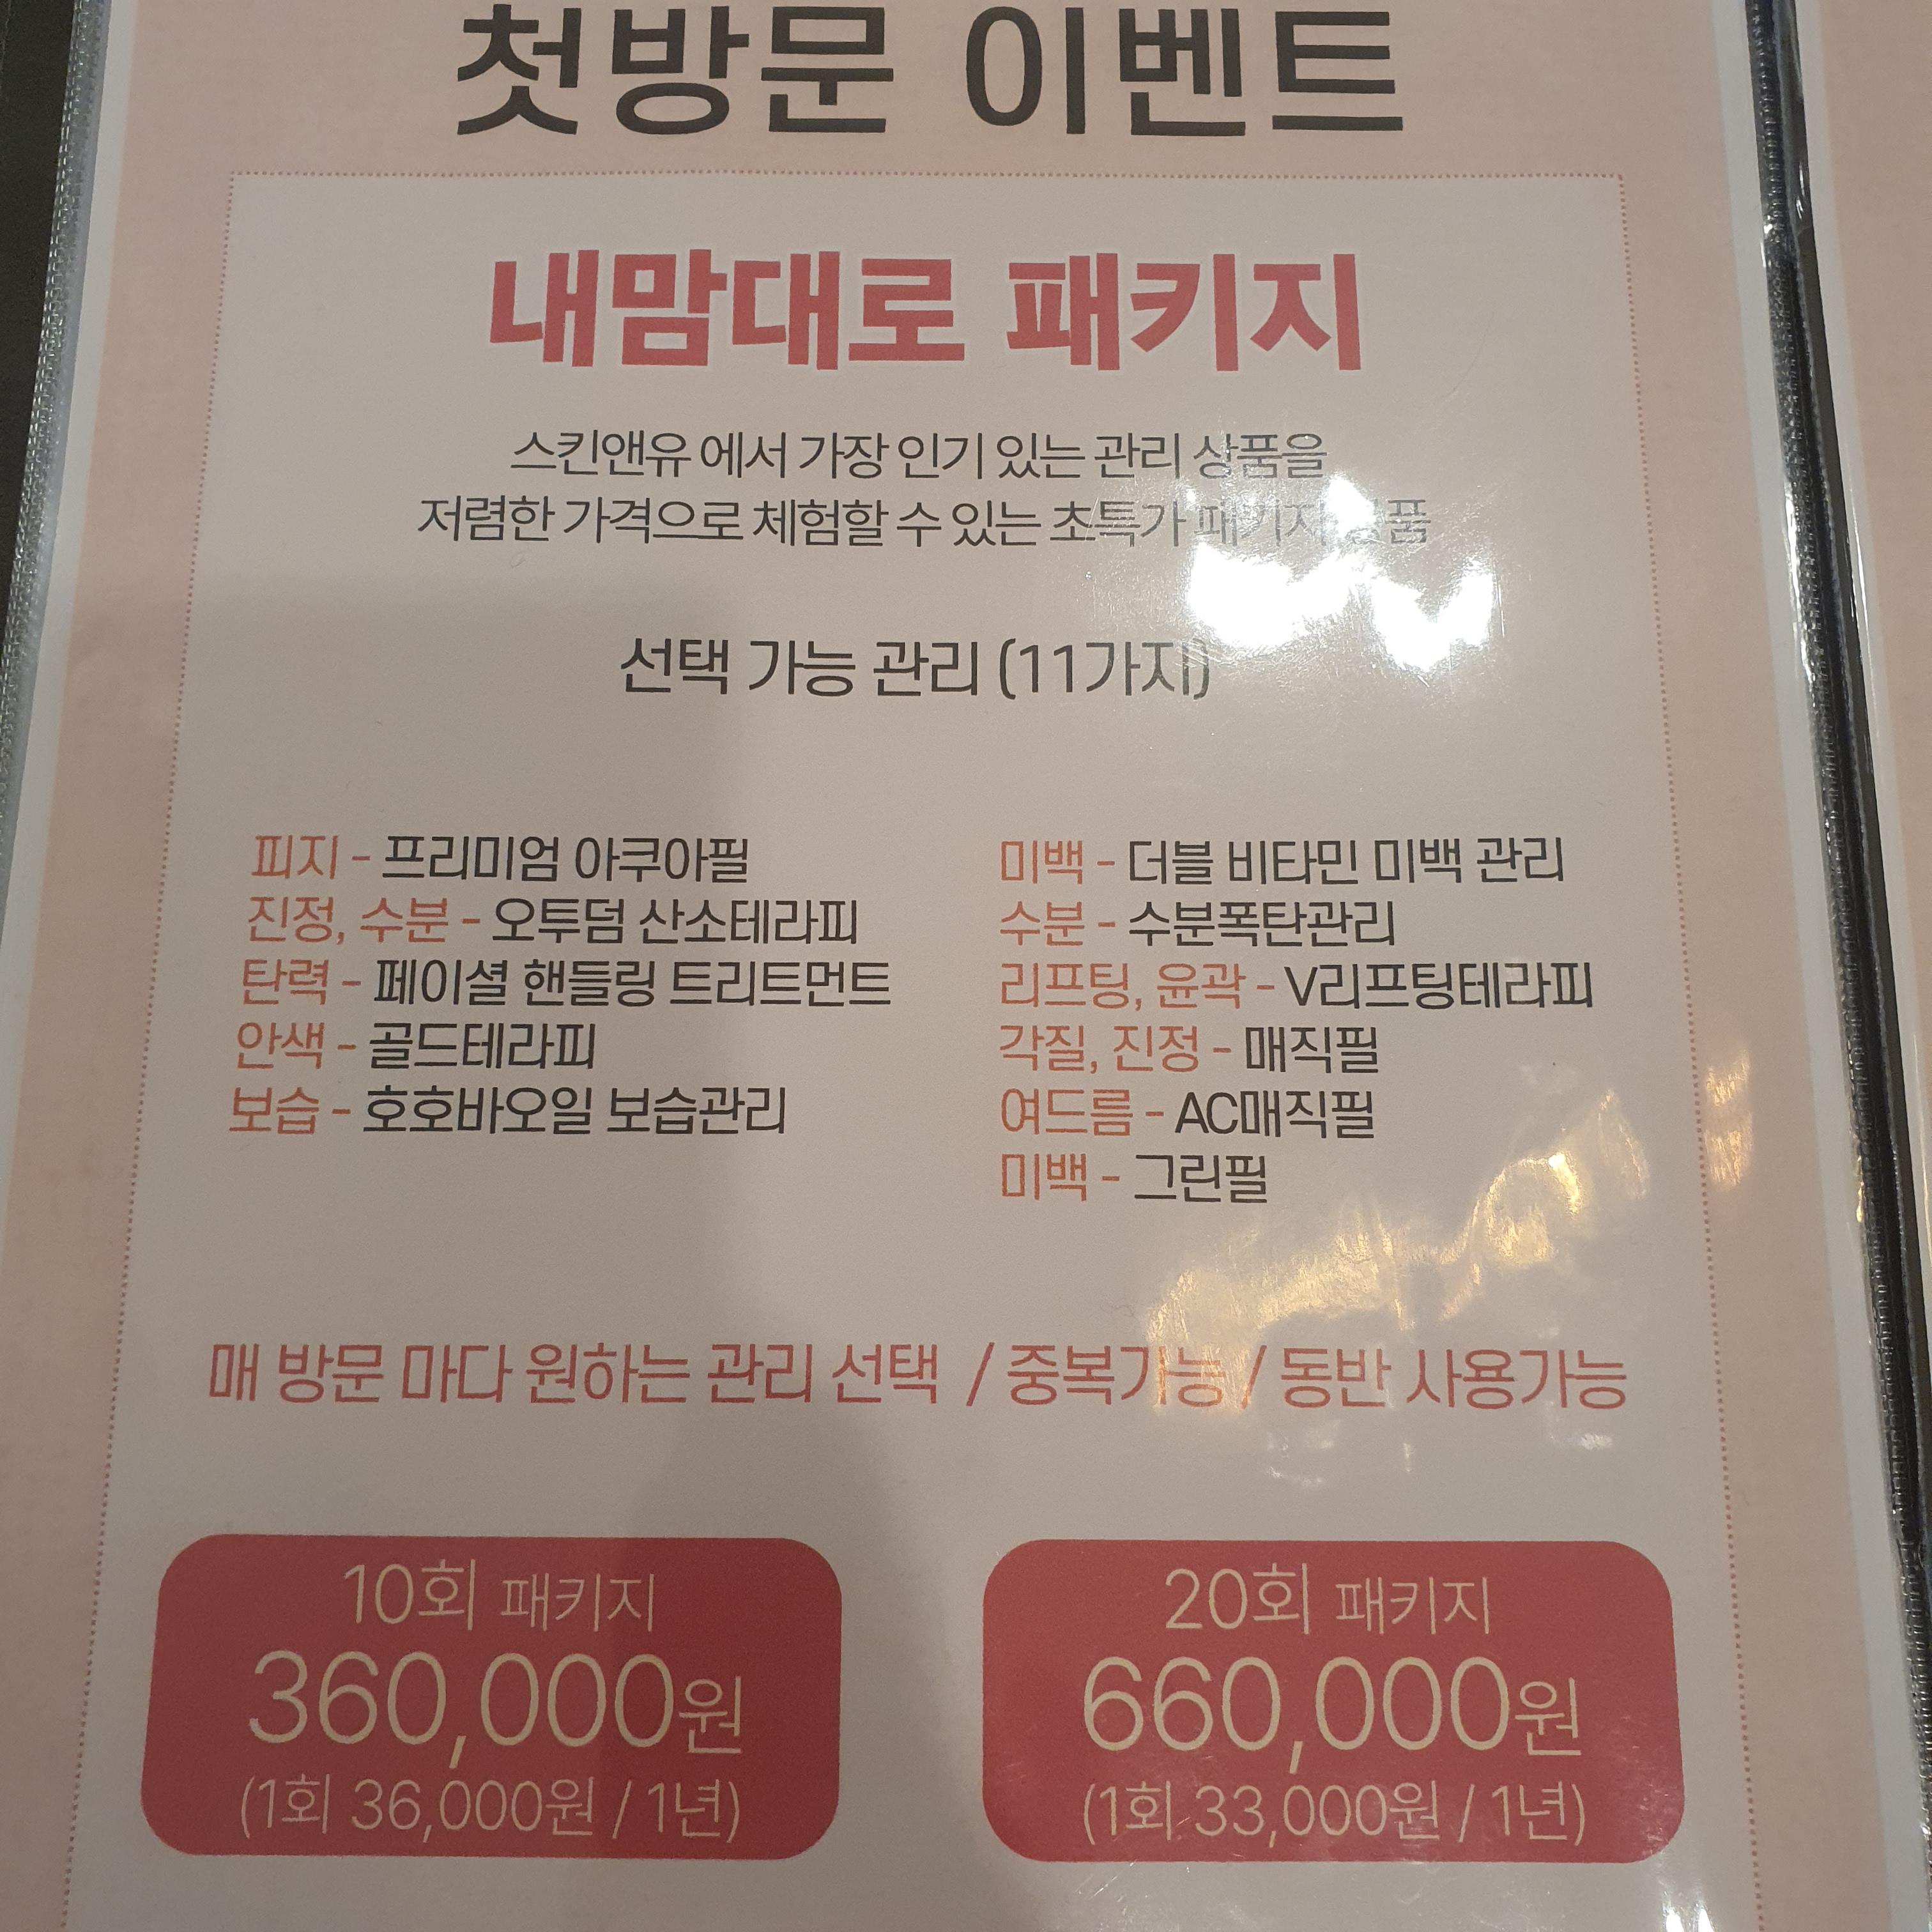 첫방문 이벤트
내맘대로 패키지
스킨앤유 에서 가장 인기 있는 관리 상품을
저렴한 가격으로 체험할 수 있는 초특가 패키지 상품
선택 가능 관리 (11가지)
피지 - 프리미엄 아쿠아필
진정, 수분 - 오투덤 산소테라피
탄력 - 페이셜 핸들링 트리트먼트
안색 - 골드테라피
보습 - 호호바오일 보습관리
미백 - 더블 비타민 미백 관리
수분 - 수분폭탄관리
리프팅, 윤곽 - V리프팅테라피
각질, 진정 - 매직필
여드름 - AC매직필
미백 - 그린필
매 방문 마다 원하는 관리 선택 / 중복가능 / 동반 사용가능
10회 패키지
360,000원
(1회 36,000원 / 1년)
20회 패키지
660,000원
(1회 33,000원 / 1년)